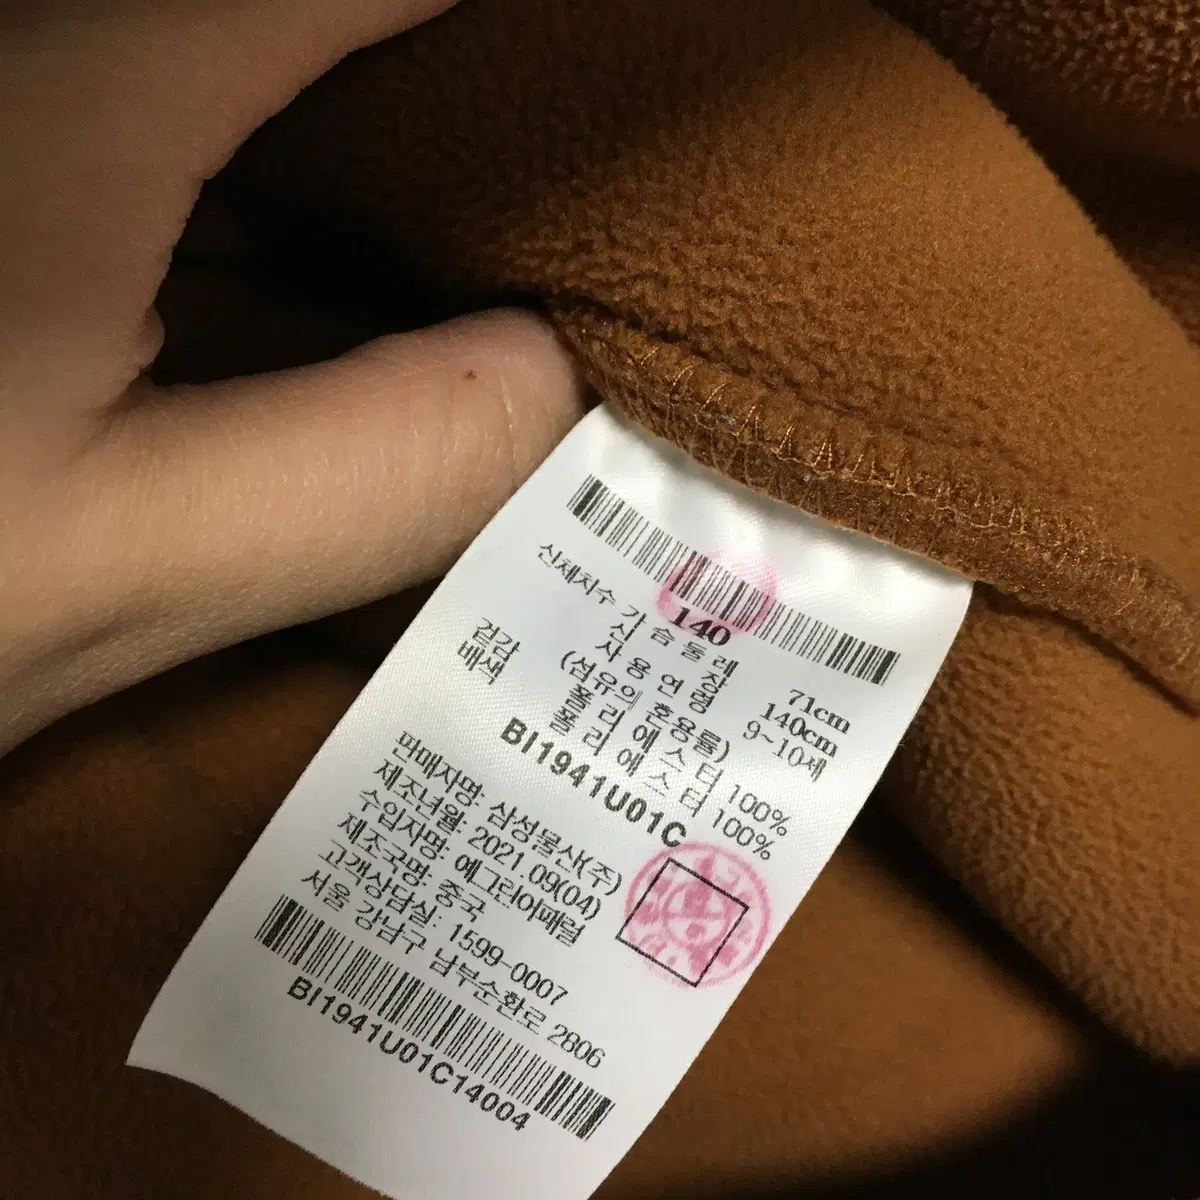 140
신체치수 가 슴 둘 레 71cm
신 장 140cm
사 용 연 령 9~10세
(섬유의 혼용률)
겉감 폴 리 에 스 터 100%
배색 폴 리 에 스 터 100%
BI1941U01C
판매자명: 삼성물산(주)
제조년월: 2021.09(04)
수입자명: 예그린어패럴
제조국명: 중국
고객상담실: 1599-0007
서울 강남구 남부순환로 2806
BI1941U01C14004